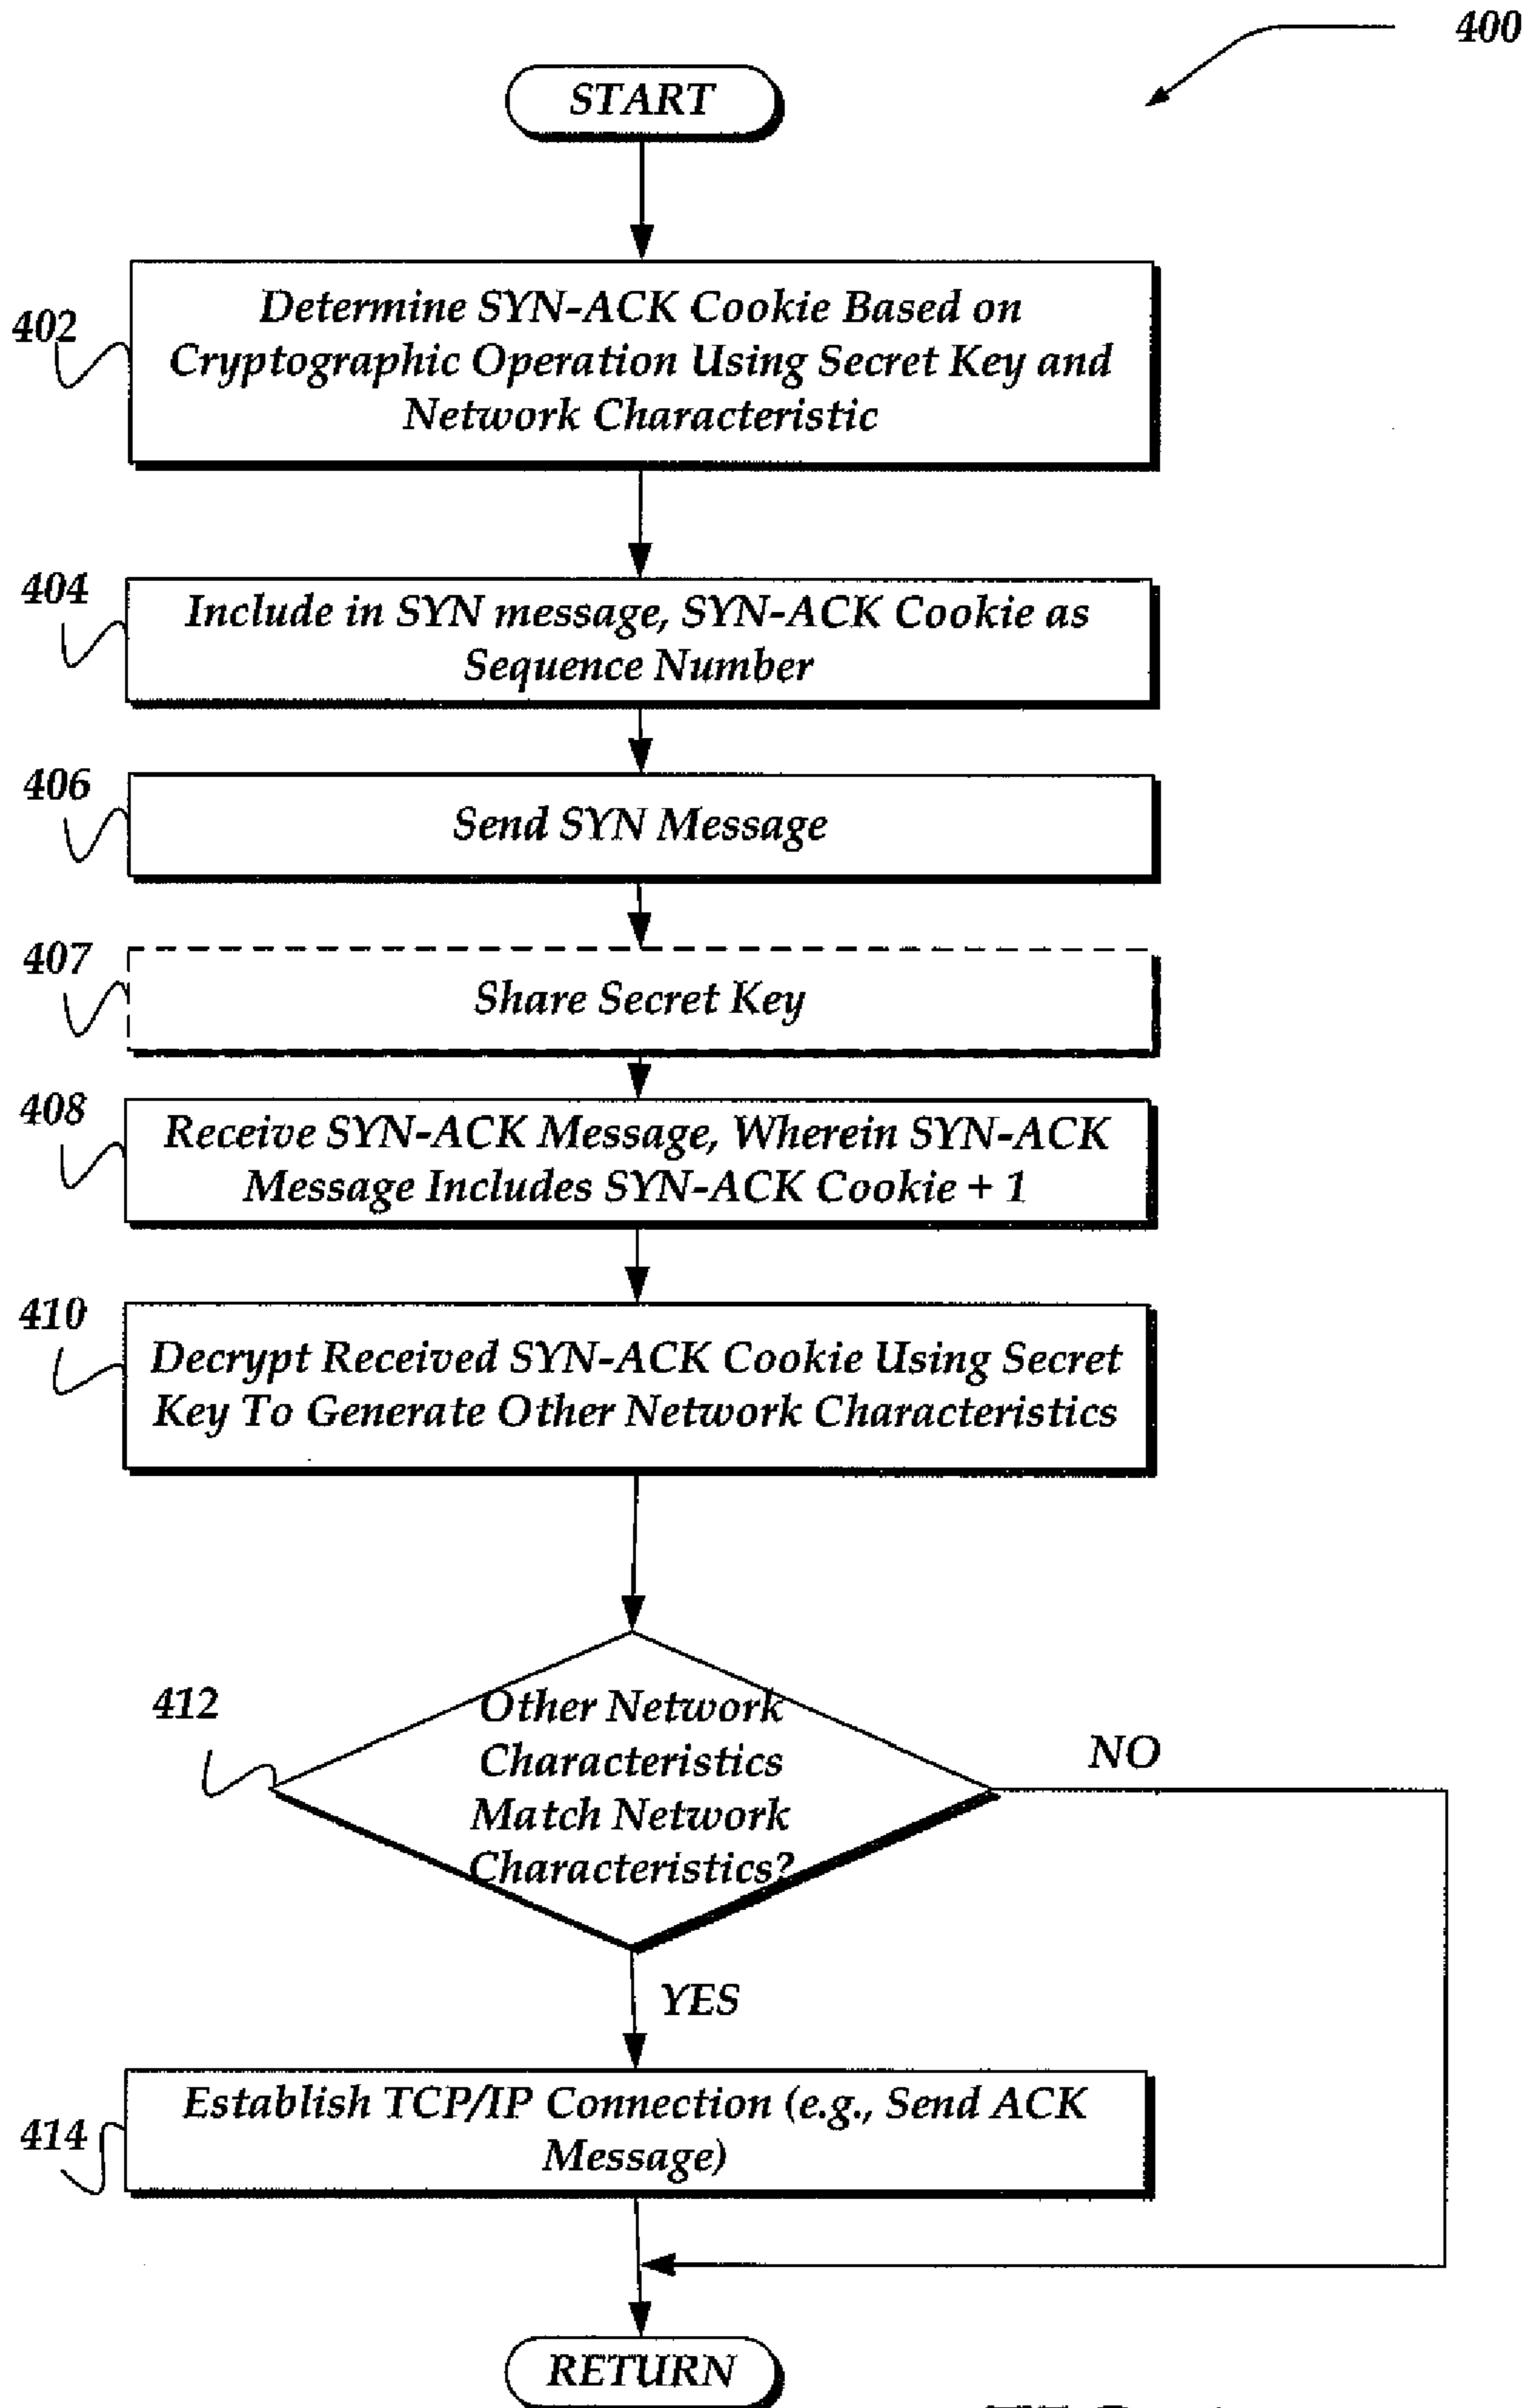 400
START
402
Determine SYN-ACK Cookie Based on
Cryptographic Operation Using Secret Key and
Network Characteristic
404
Include in SYN message, SYN-ACK Cookie as
Sequence Number
406
Send SYN Message
407
Share Secret Key
408
Receive SYN-ACK Message, Wherein SYN-ACK
Message Includes SYN-ACK Cookie + 1
410
Decrypt Received SYN-ACK Cookie Using Secret
Key To Generate Other Network Characteristics
412
Other Network
Characteristics
Match Network
Characteristics?
NO
YES
Establish TCP/IP Connection (e.g., Send ACK
Message)
414
RETURN